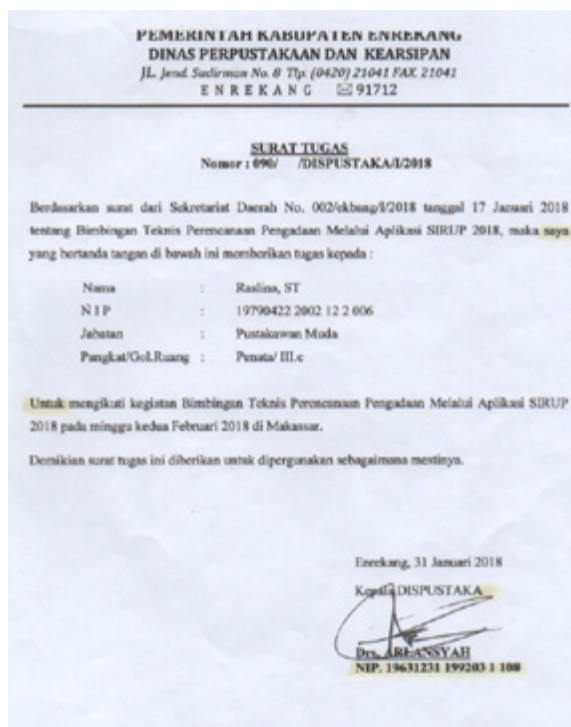 PEMERINTAH KABUPATEN ENREKANG
DINAS PERPUSTAKAAN DAN KEARSIPAN
JL. Jend. Sudirman No. 8 Tlp. (0420) 21041 FAX. 21041
ENREKANG ✉ 91712
SURAT TUGAS
Nomor : 090/ /DISPUSTAKA/I/2018
Berdasarkan surat dari Sekretariat Daerah No. 002/ekbang/I/2018 tanggal 17 Januari 2018
tentang Bimbingan Teknis Perencanaan Pengadaan Melalui Aplikasi SIRUP 2018, maka saya
yang bertanda tangan di bawah ini memberikan tugas kepada :
Nama : Raslina, ST
N I P : 19790422 2002 12 2 006
Jabatan : Pustakawan Muda
Pangkat/Gol.Ruang : Penata/ III.c
Untuk mengikuti kegiatan Bimbingan Teknis Perencanaan Pengadaan Melalui Aplikasi SIRUP
2018 pada minggu kedua Februari 2018 di Makassar.
Demikian surat tugas ini diberikan untuk dipergunakan sebagaimana mestinya.
Enrekang, 31 Januari 2018
Kepala DISPUSTAKA
Drs. ARLANSYAH
NIP. 19631231 199203 1 108